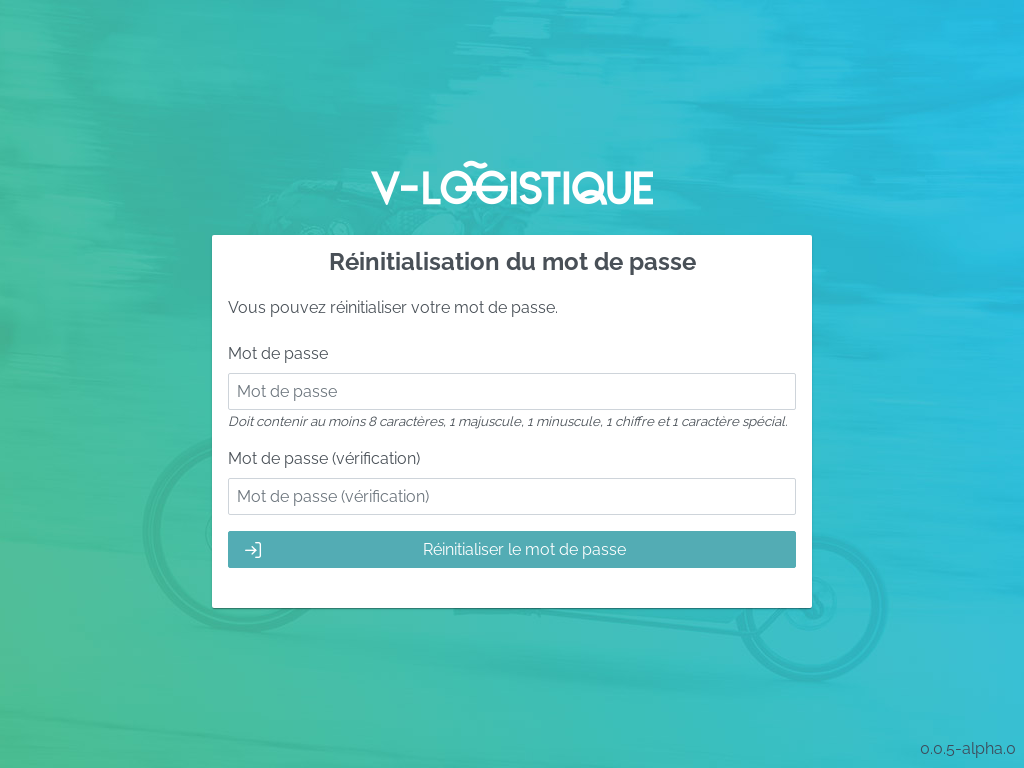 V-LOGISTIQUE
Réinitialisation du mot de passe
Vous pouvez réinitialiser votre mot de passe.
Mot de passe
Mot de passe
Doit contenir au moins 8 caractères, 1 majuscule, 1 minuscule, 1 chiffre et 1 caractère spécial.
Mot de passe (vérification)
Mot de passe (vérification)
Réinitialiser le mot de passe
0.0.5-alpha.0